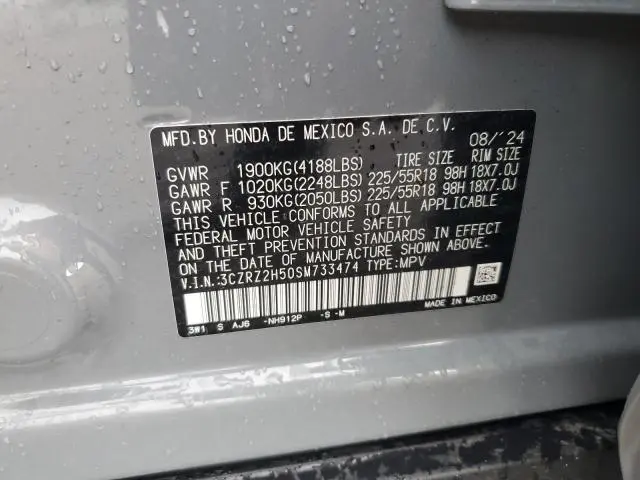 MFD.BY HONDA DE MEXICO S.A. DE C.V. 08/'24
GVWR 1900KG(4188LBS) TIRE SIZE RIM SIZE
GAWR F 1020KG(2248LBS) 225/55R18 98H 18X7.0J
GAWR R 930KG(2050LBS) 225/55R18 98H 18X7.0J
THIS VEHICLE CONFORMS TO ALL APPLICABLE
FEDERAL MOTOR VEHICLE SAFETY
AND THEFT PREVENTION STANDARDS IN EFFECT
ON THE DATE OF MANUFACTURE SHOWN ABOVE.
V.I.N.:3CZRZ2H50SM733474 TYPE:MPV
MADE IN MEXICO
3W1 S AJ6 -NH912P -S -M